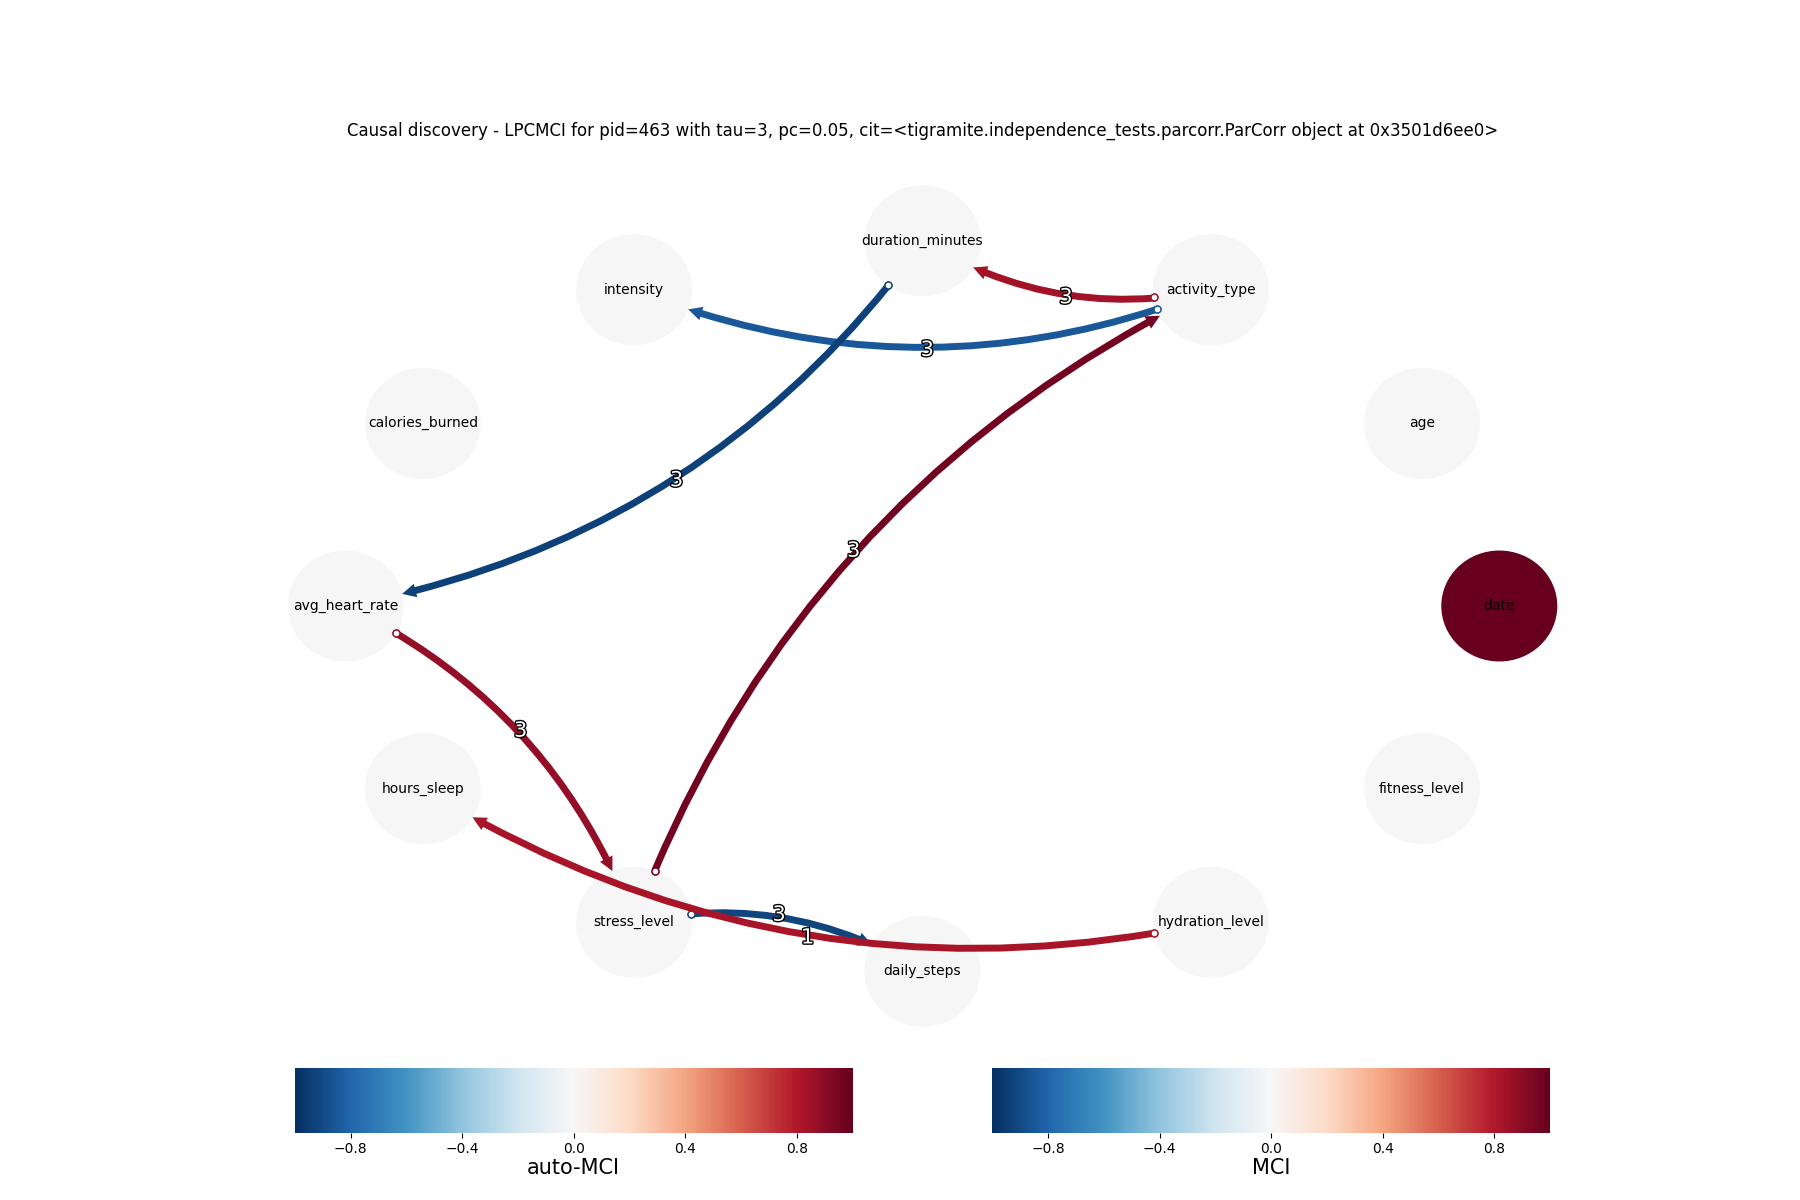 Causal discovery - LPCMCI for pid=463 with tau=3, pc=0.05, cit=<tigramite.independence_tests.parcorr.ParCorr object at 0x3501d6ee0>
duration_minutes
intensity
activity_type
3
3
calories_burned
age
3
3
avg_heart_rate
date
3
hours_sleep
fitness_level
stress_level
3
hydration_level
1
daily_steps
−0.8 −0.4 0.0 0.4 0.8
auto-MCI
−0.8 −0.4 0.0 0.4 0.8
MCI